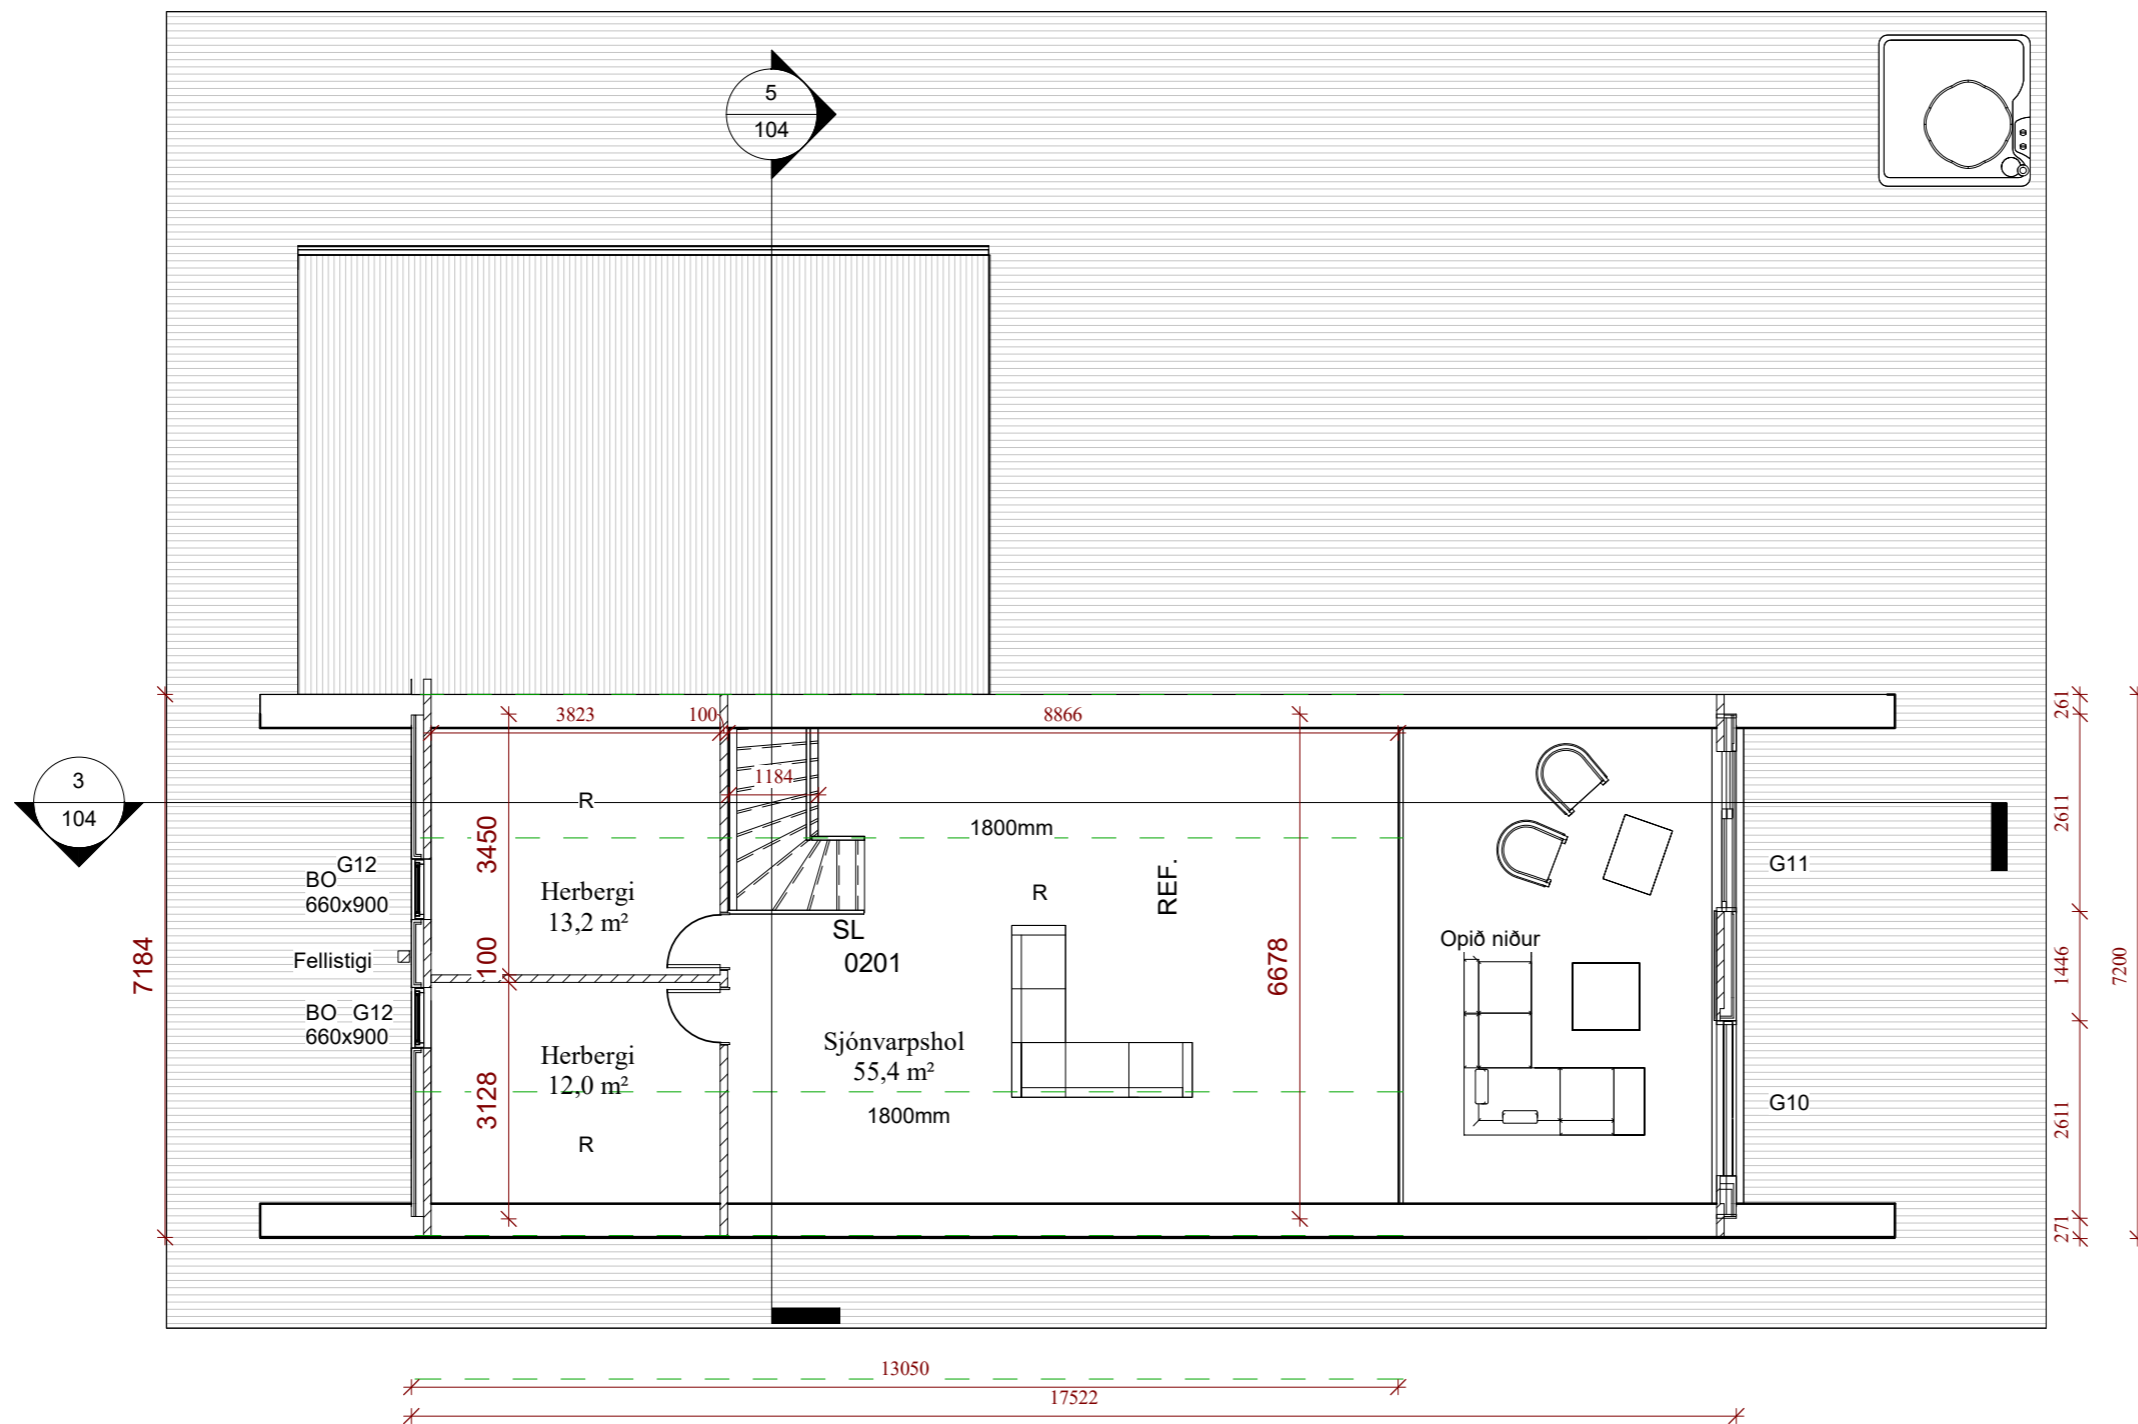 5
104
3823
100
8866
261
1184
3
104
R
1800mm
2611
3450
G12
BO
660x900
REF.
G11
Herbergi
13,2 m²
R
SL
0201
Opið niður
7184
Fellistigi
100
6678
1446
7200
BO G12
660x900
Herbergi
12,0 m²
Sjónvarpshol
55,4 m²
3128
1800mm
G10
2611
R
271
13050
17522